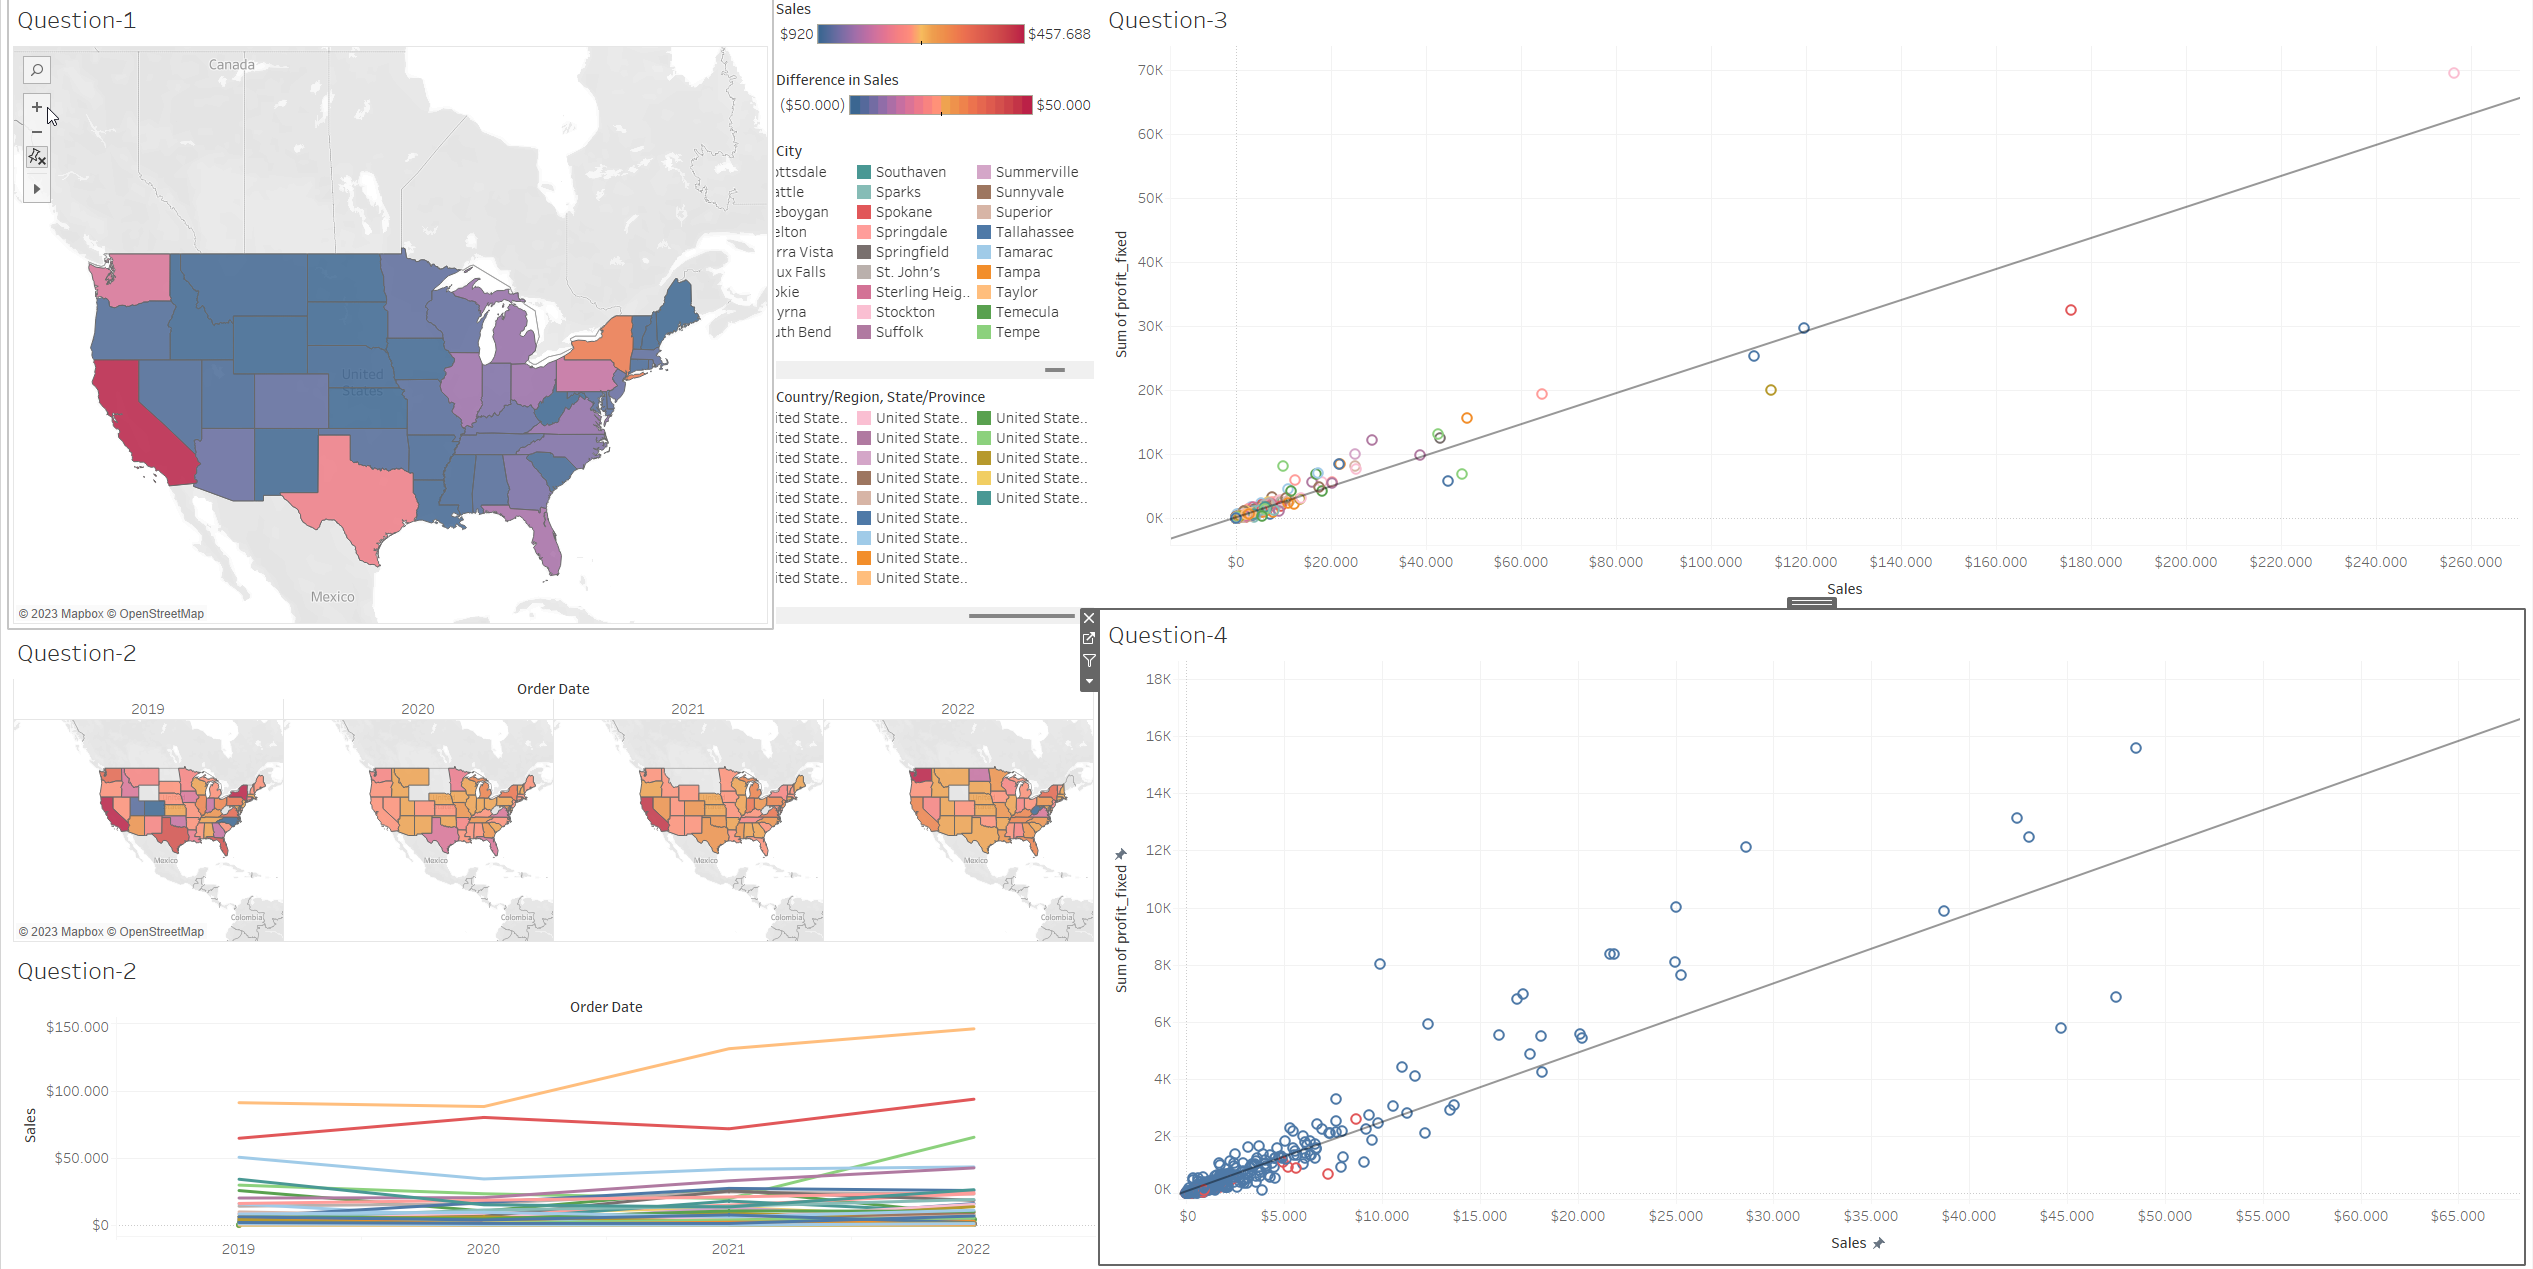 Question-1
Canada
United
States
Mexico
© 2023 Mapbox © OpenStreetMap
Sales
$920 $457.688
Difference in Sales
($50.000) $50.000
City
ottsdale Southaven Summerville
attle Sparks Sunnyvale
eboygan Spokane Superior
elton Springdale Tallahassee
rra Vista Springfield Tamarac
ux Falls St. John's Tampa
okie Sterling Heig.. Taylor
yrna Stockton Temecula
uth Bend Suffolk Tempe
Country/Region, State/Province
ited State.. United State.. United State..
ited State.. United State.. United State..
ited State.. United State.. United State..
ited State.. United State.. United State..
ited State.. United State.. United State..
ited State.. United State..
ited State.. United State..
ited State.. United State..
ited State.. United State..
Question-3
Sum of profit_fixed
70K
60K
50K
40K
30K
20K
10K
0K
$0 $20.000 $40.000 $60.000 $80.000 $100.000 $120.000 $140.000 $160.000 $180.000 $200.000 $220.000 $240.000 $260.000
Sales
Question-2
Order Date
2019 2020 2021 2022
Mexico Mexico Mexico Mexico
Colombia Colombia Colombia Colombia
© 2023 Mapbox © OpenStreetMap
Question-2
Order Date
Sales
$150.000
$100.000
$50.000
$0
2019 2020 2021 2022
Question-4
Sum of profit_fixed
18K
16K
14K
12K
10K
8K
6K
4K
2K
0K
$0 $5.000 $10.000 $15.000 $20.000 $25.000 $30.000 $35.000 $40.000 $45.000 $50.000 $55.000 $60.000 $65.000
Sales